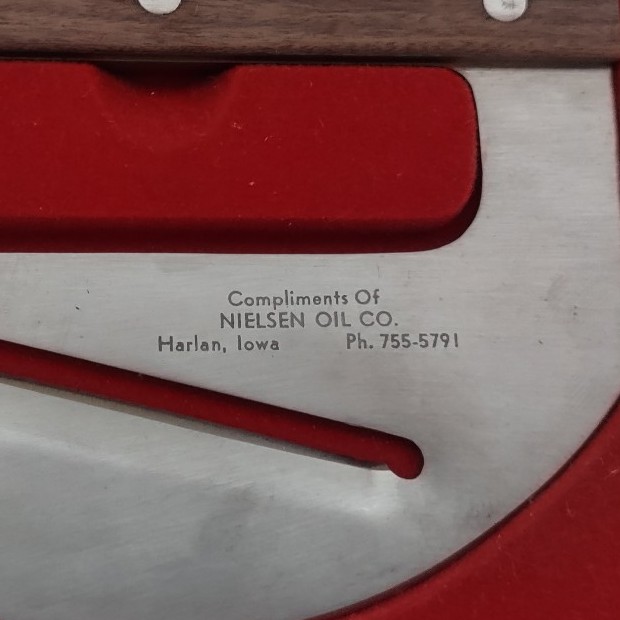 Compliments Of
NIELSEN OIL CO.
Harlan, Iowa Ph. 755-5791